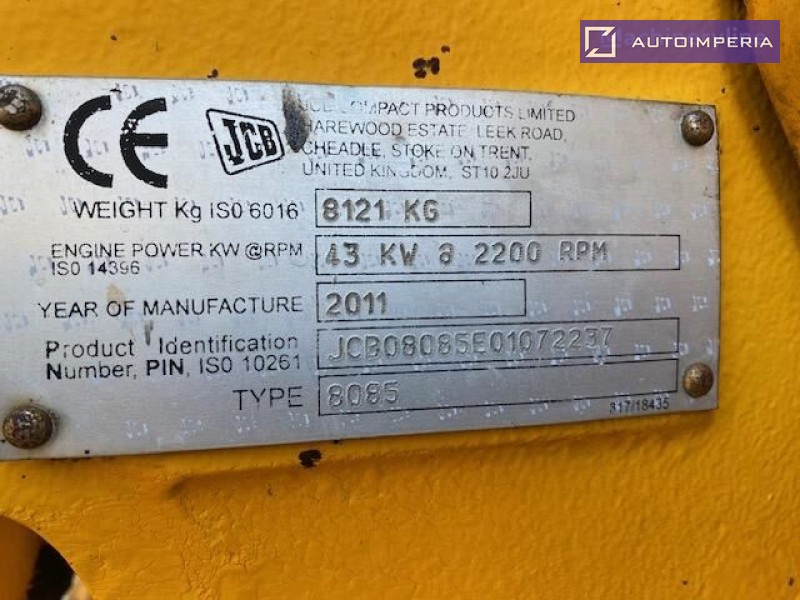 AUTOIMPERIA
CE
JCB
COMPACT PRODUCTS LIMITED
HAREWOOD ESTATE, LEEK ROAD,
CHEADLE, STOKE ON TRENT,
UNITED KINGDOM, ST10 2JU
WEIGHT Kg ISO 6016 8121 KG
ENGINE POWER KW @RPM 43 KW @ 2200 RPM
ISO 14396
YEAR OF MANUFACTURE 2011
Product Identification JCB08085E01072237
Number, PIN, ISO 10261
TYPE 8085
817/18435